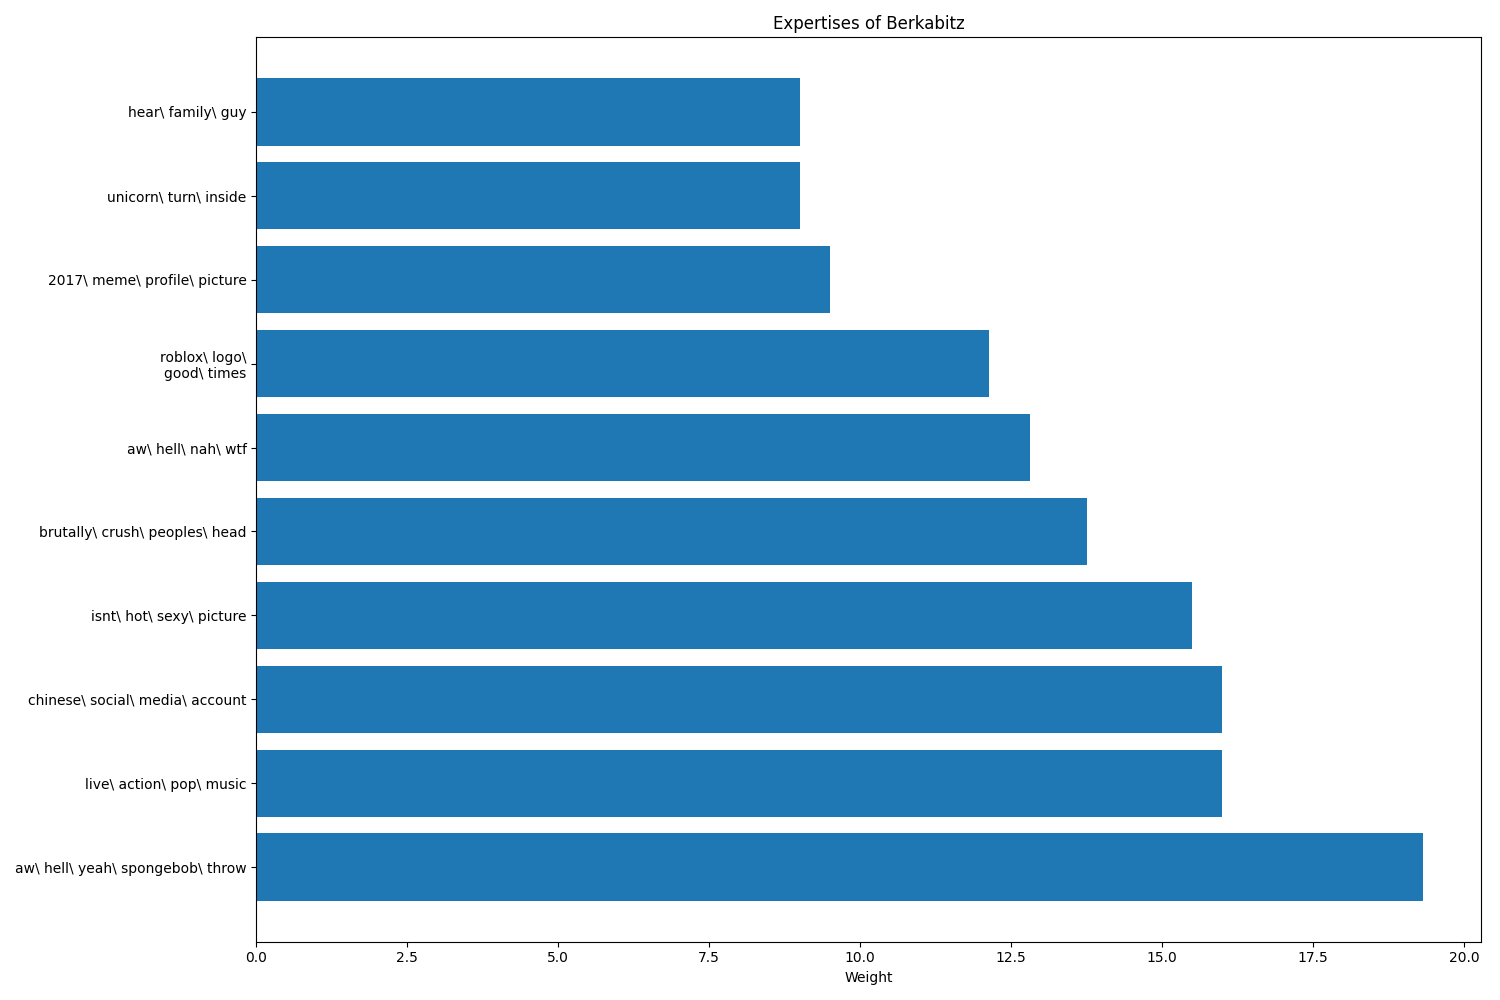 Expertises of Berkabitz
hear\ family\ guy
unicorn\ turn\ inside
2017\ meme\ profile\ picture
roblox\ logo\
good\ times
aw\ hell\ nah\ wtf
brutally\ crush\ peoples\ head
isnt\ hot\ sexy\ picture
chinese\ social\ media\ account
live\ action\ pop\ music
aw\ hell\ yeah\ spongebob\ throw
0.0 2.5 5.0 7.5 10.0 12.5 15.0 17.5 20.0
Weight